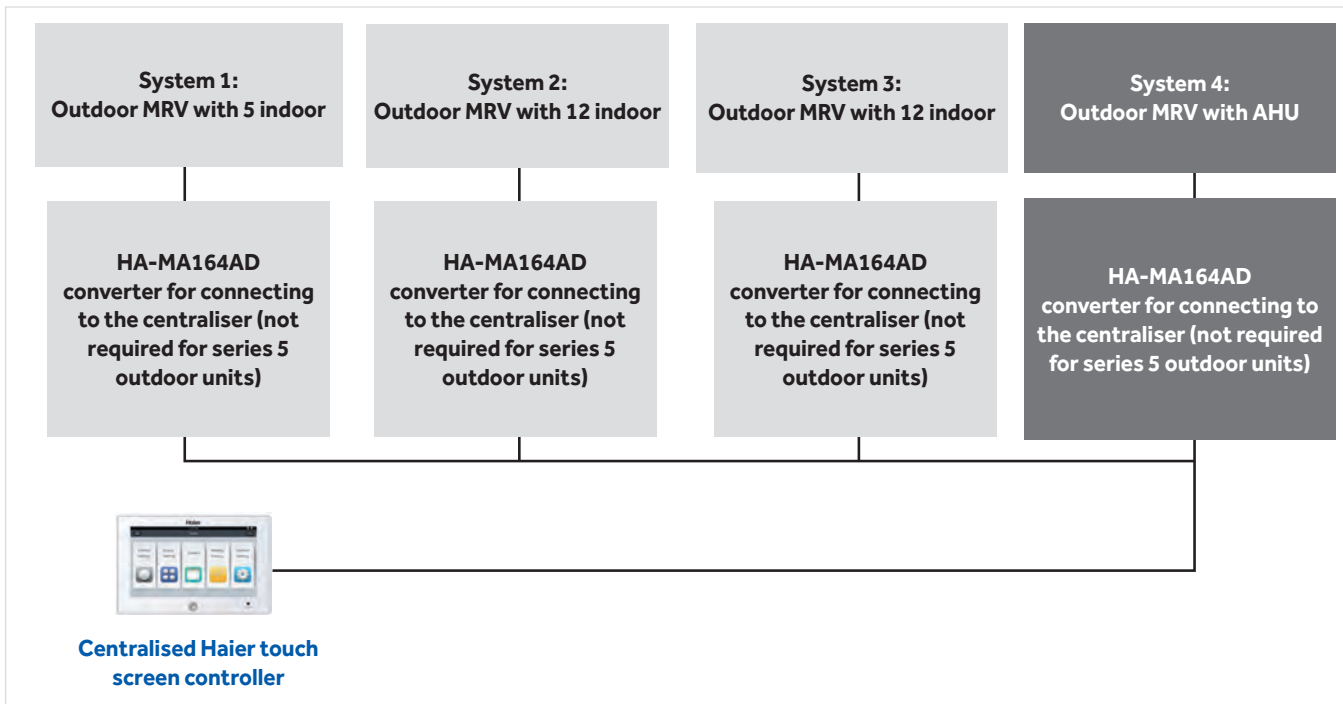 System 1:
Outdoor MRV with 5 indoor
System 2:
Outdoor MRV with 12 indoor
System 3:
Outdoor MRV with 12 indoor
System 4:
Outdoor MRV with AHU
HA-MA164AD
converter for connecting
to the centraliser (not
required for series 5
outdoor units)
HA-MA164AD
converter for connecting
to the centraliser (not
required for series 5
outdoor units)
HA-MA164AD
converter for connecting
to the centraliser (not
required for series 5
outdoor units)
HA-MA164AD
converter for connecting to
the centraliser (not required
for series 5 outdoor units)
Haier
Centralised Haier touch
screen controller